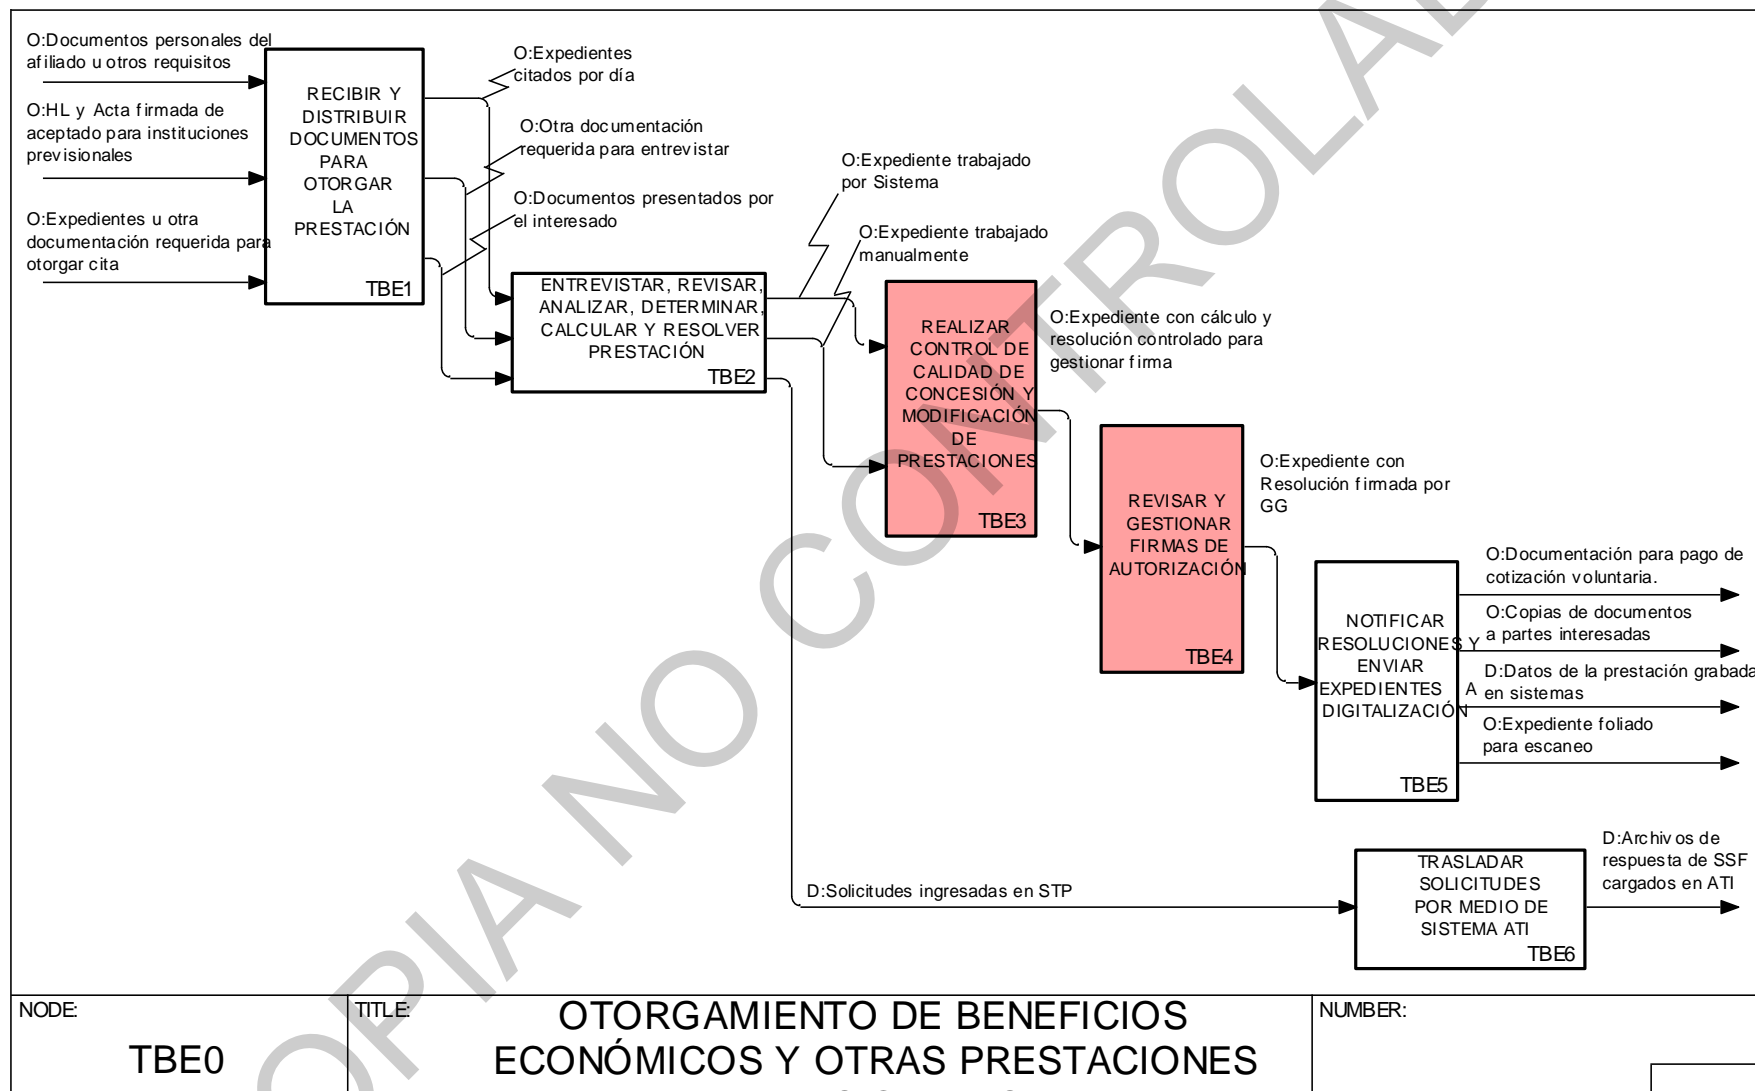 O:Documentos personales del
afiliado u otros requisitos
O:HL y Acta firmada de
aceptado para instituciones
previsionales
O:Expedientes u otra
documentación requerida para
otorgar cita
RECIBIR Y
DISTRIBUIR
DOCUMENTOS
PARA
OTORGAR
LA
PRESTACIÓN
TBE1
O:Expedientes
citados por día
O:Otra documentación
requerida para entrevistar
O:Documentos presentados por
el interesado
ENTREVISTAR, REVISAR,
ANALIZAR, DETERMINAR,
CALCULAR Y RESOLVER
PRESTACIÓN
TBE2
O:Expediente trabajado
por Sistema
O:Expediente trabajado
manualmente
REALIZAR
CONTROL DE
CALIDAD DE
CONCESIÓN Y
MODIFICACIÓN
DE
PRESTACIONES
TBE3
O:Expediente con cálculo y
resolución controlado para
gestionar firma
REVISAR Y
GESTIONAR
FIRMAS DE
AUTORIZACIÓN
TBE4
O:Expediente con
Resolución firmada por
GG
NOTIFICAR
RESOLUCIONES Y
ENVIAR
EXPEDIENTES A
DIGITALIZACIÓN
TBE5
O:Documentación para pago de
cotización voluntaria.
O:Copias de documentos
a partes interesadas
D:Datos de la prestación grabada
en sistemas
O:Expediente foliado
para escaneo
D:Solicitudes ingresadas en STP
TRASLADAR
SOLICITUDES
POR MEDIO DE
SISTEMA ATI
TBE6
D:Archivos de
respuesta de SSF
cargados en ATI
NODE:
TBE0
TITLE:
OTORGAMIENTO DE BENEFICIOS
ECONÓMICOS Y OTRAS PRESTACIONES
NUMBER:
OPIA NO CONTROLA